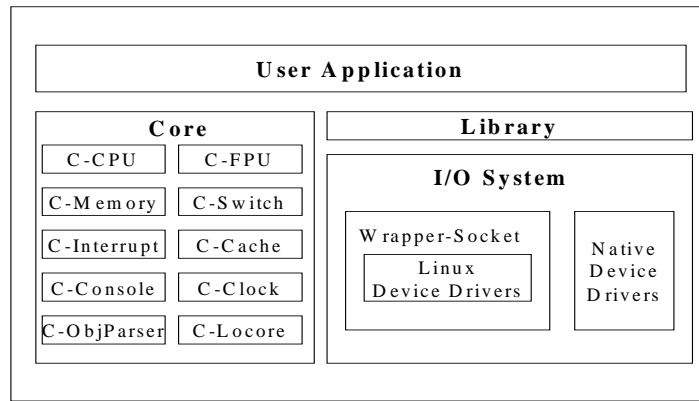 User Application
Core
C-CPU
C-FPU
C-Memory
C-Switch
C-Interrupt
C-Cache
C-Console
C-Clock
C-ObjParser
C-Locore
Library
I/O System
Wrapper-Socket
Linux
Device Drivers
Native
Device
Drivers